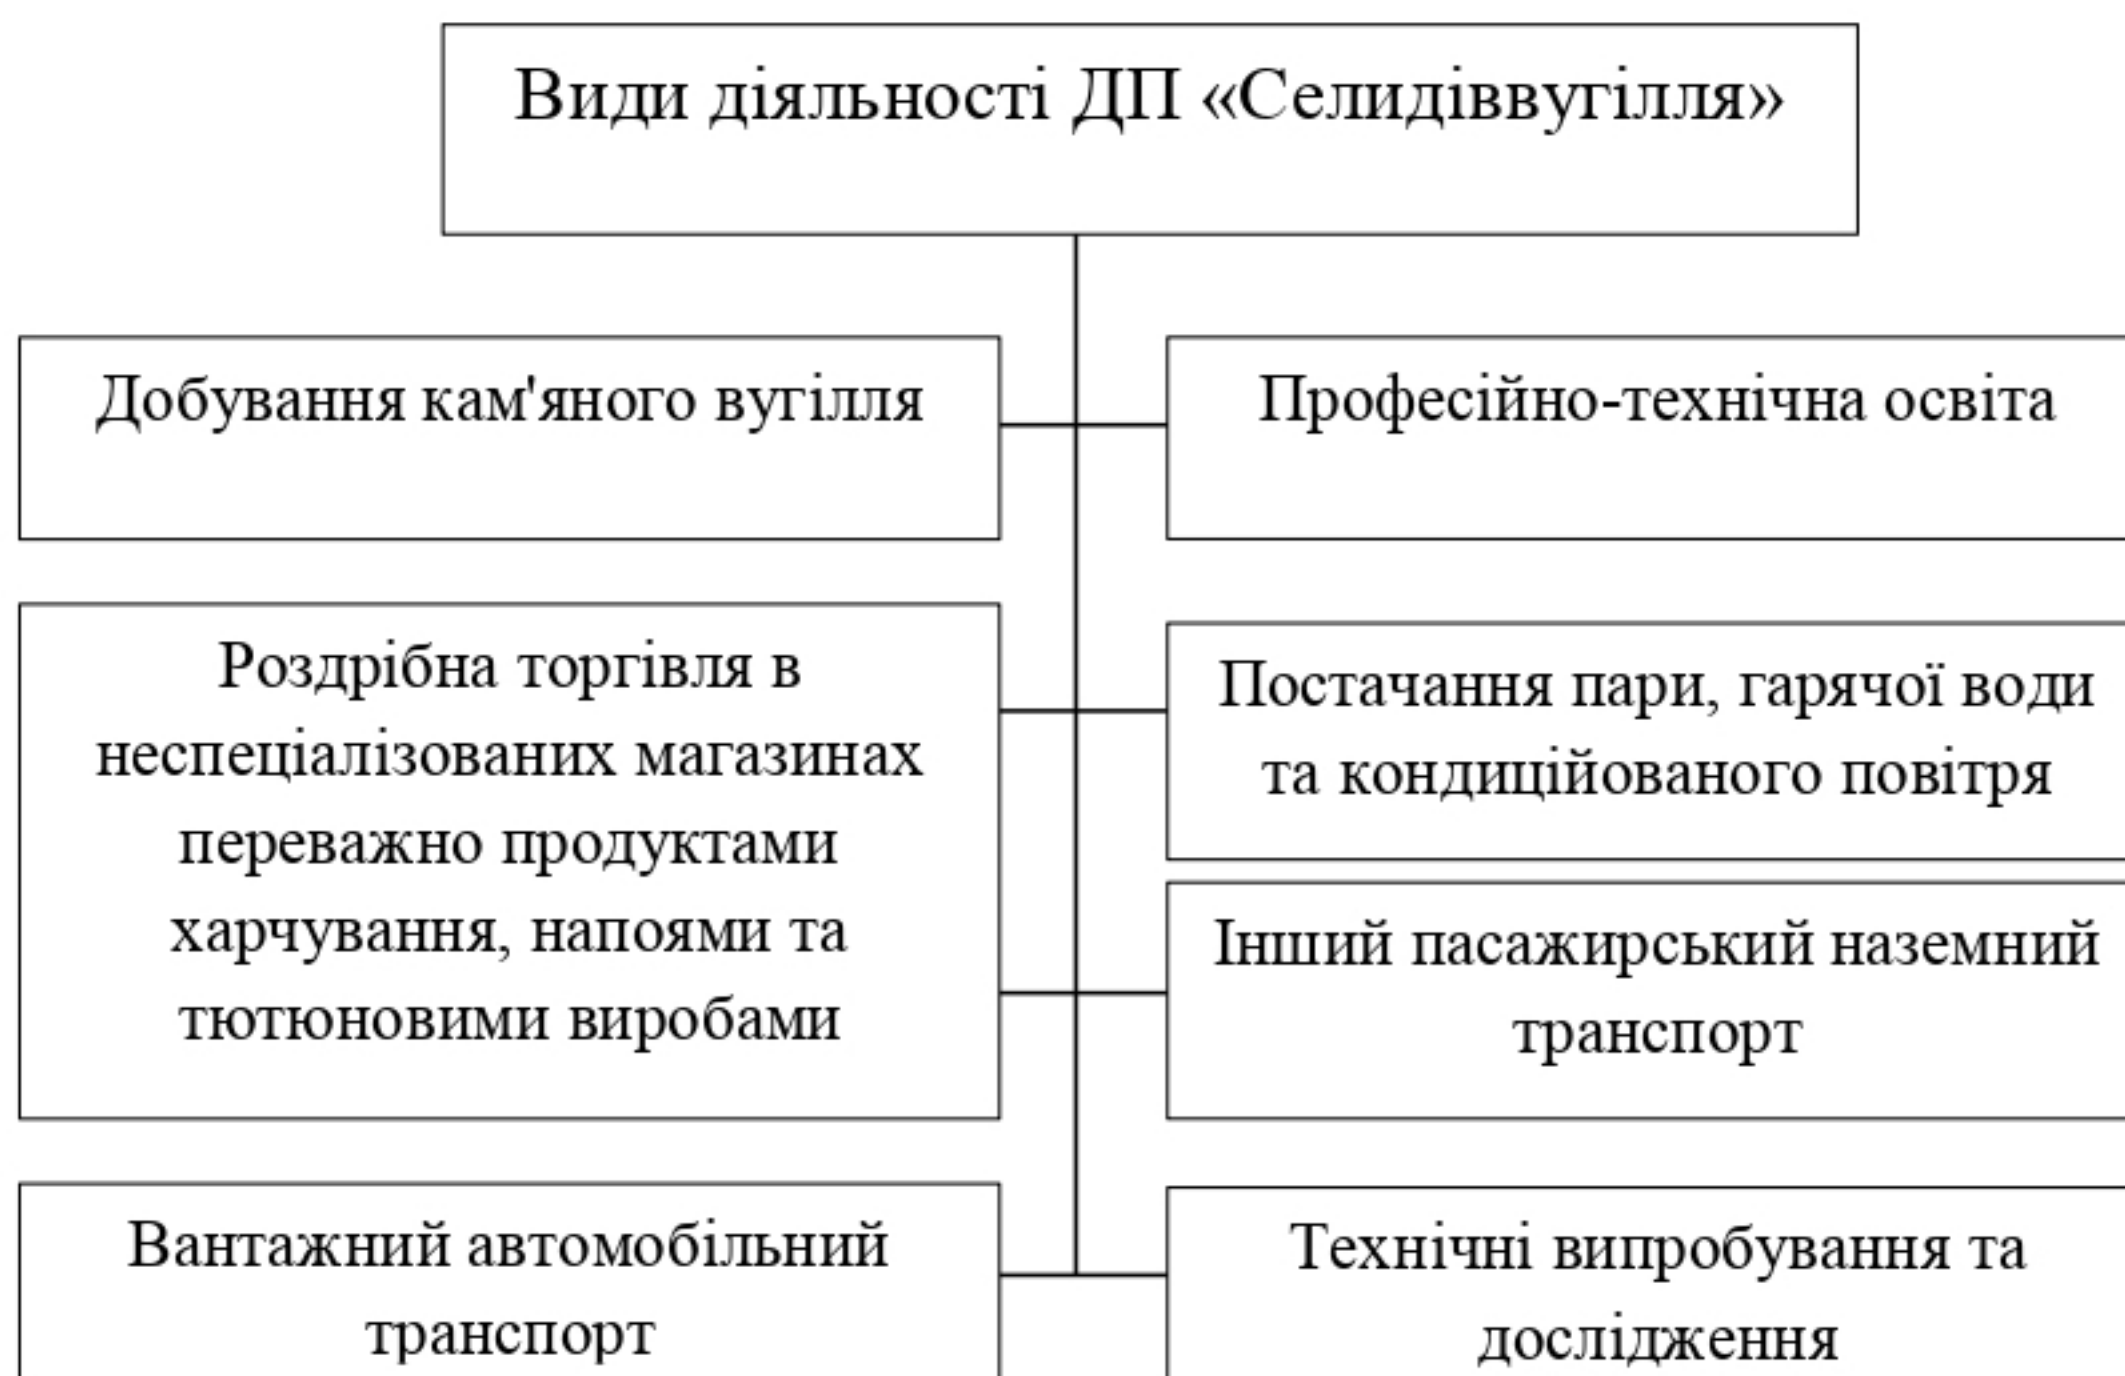 Види діяльності ДП «Селидіввугілля»
Добування кам'яного вугілля
Професійно-технічна освіта
Роздрібна торгівля в
неспеціалізованих магазинах
переважно продуктами
харчування, напоями та
тютюновими виробами
Постачання пари, гарячої води
та кондиційованого повітря
Інший пасажирський наземний
транспорт
Вантажний автомобільний
транспорт
Технічні випробування та
дослідження